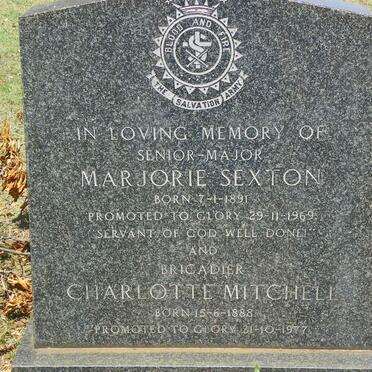 BLOOD AND FIRE
THE SALVATION ARMY
IN LOVING MEMORY OF
SENIOR-MAJOR
MARJORIE SEXTON
BORN 7-1-1891
PROMOTED TO GLORY 29-11-1969.
"SERVANT OF GOD WELL DONE!"
AND
BRIGADIER
CHARLOTTE MITCHELL
BORN 15-6-1888
PROMOTED TO GLORY 31-10-1977.